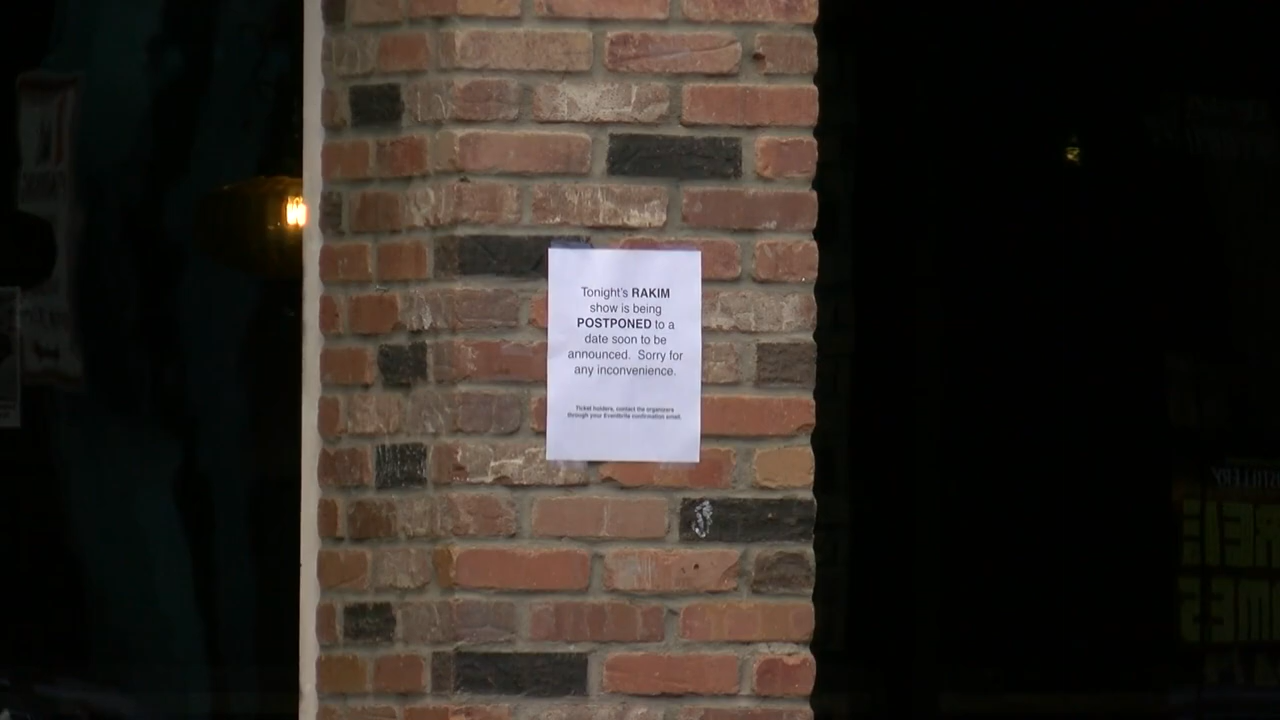 Tonight's RAKIM
show is being
POSTPONED to a
date soon to be
announced.  Sorry for
any inconvenience.
Ticket holders, contact the organizers
through your Eventbrite confirmation email.